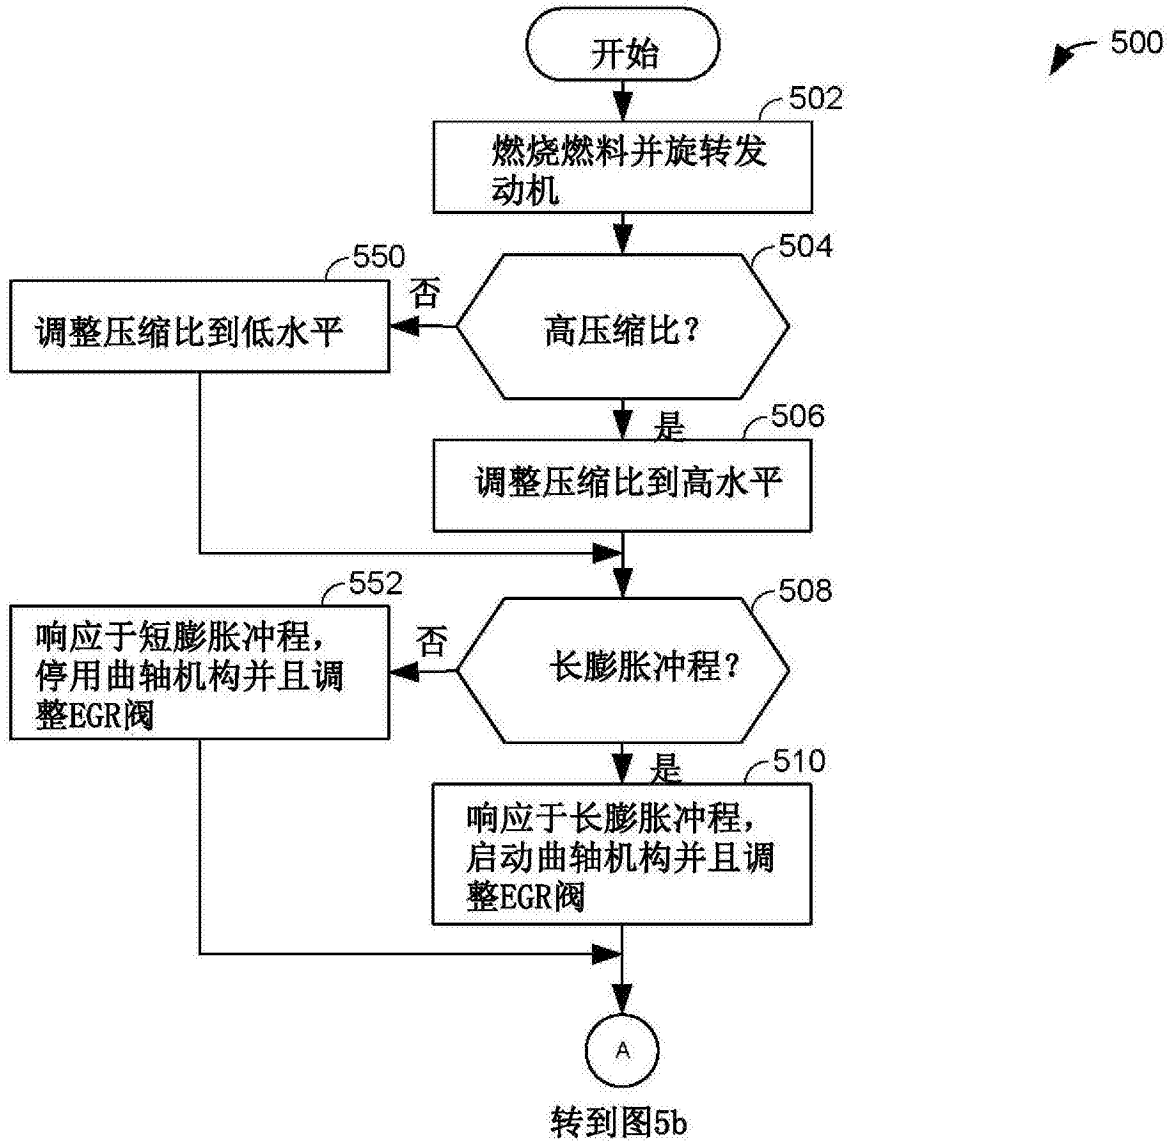 开始
500
502
燃烧燃料并旋转发
动机
504
高压缩比？
否
550
调整压缩比到低水平
是
506
调整压缩比到高水平
508
长膨胀冲程？
否
552
响应于短膨胀冲程，
停用曲轴机构并且调
整EGR阀
是
510
响应于长膨胀冲程，
启动曲轴机构并且调
整EGR阀
A
转到图5b